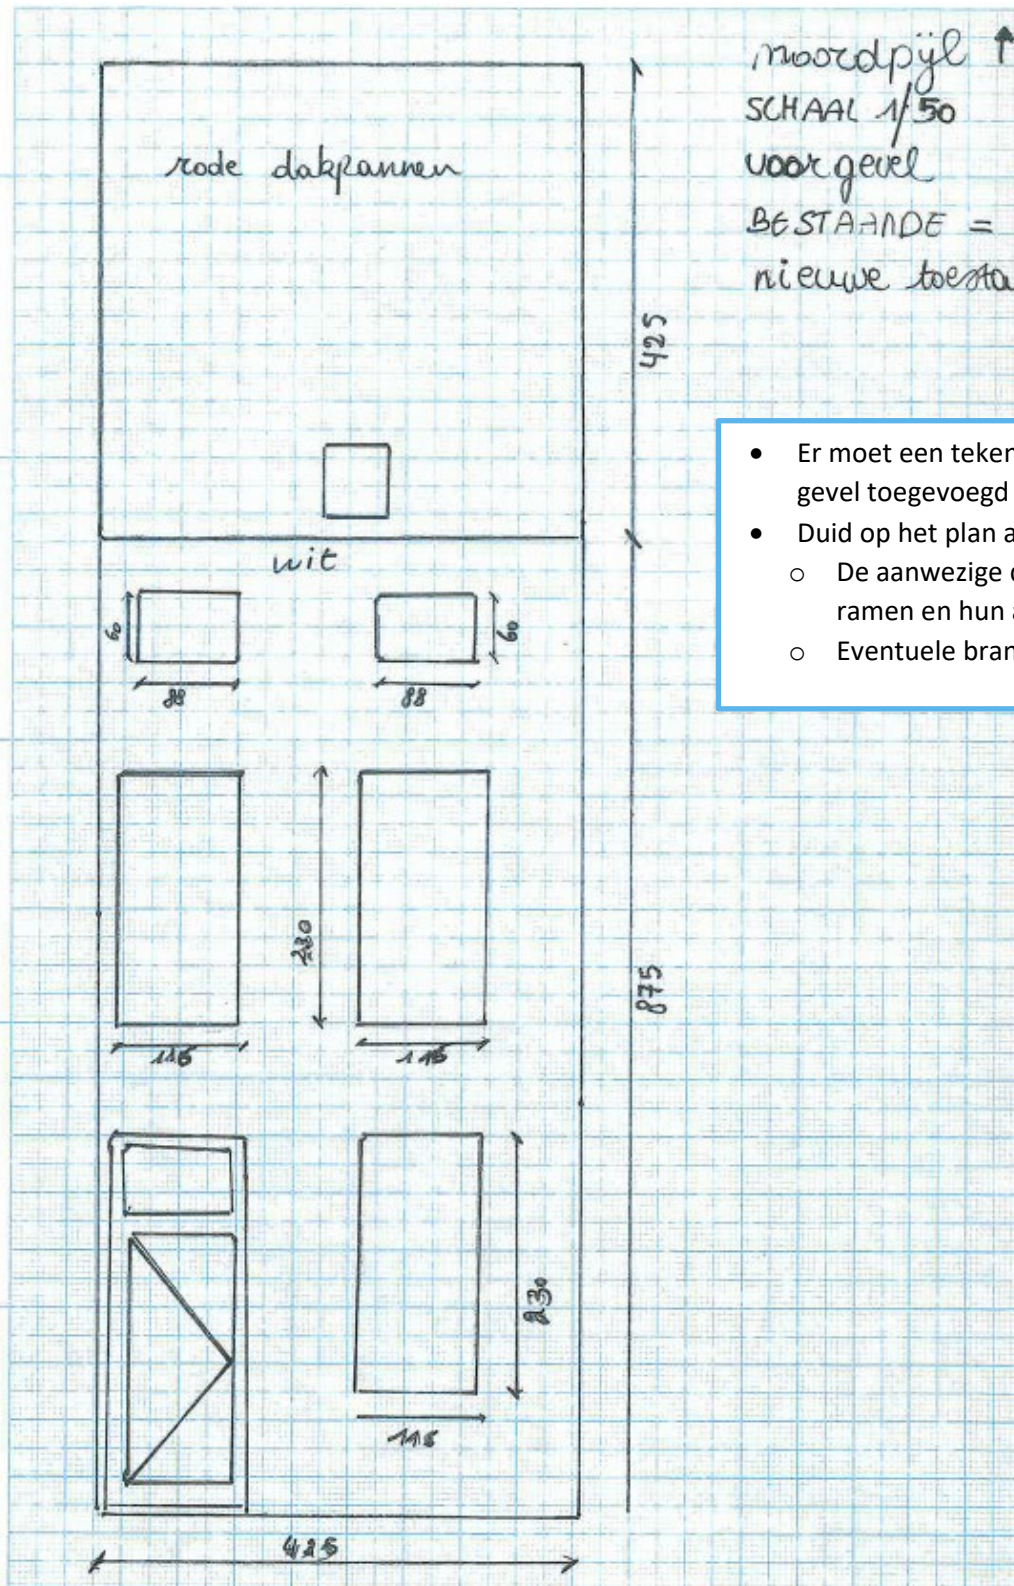 noordpijl ↑
SCHAAL 1/50
voorgevel
BESTAANDE =
nieuwe toesta
rode dakpannen
425
• Er moet een teken
gevel toegevoegd
• Duid op het plan a
o De aanwezige
ramen en hun
o Eventuele bran
wit
60
60
88
88
230
875
115
115
230
115
425